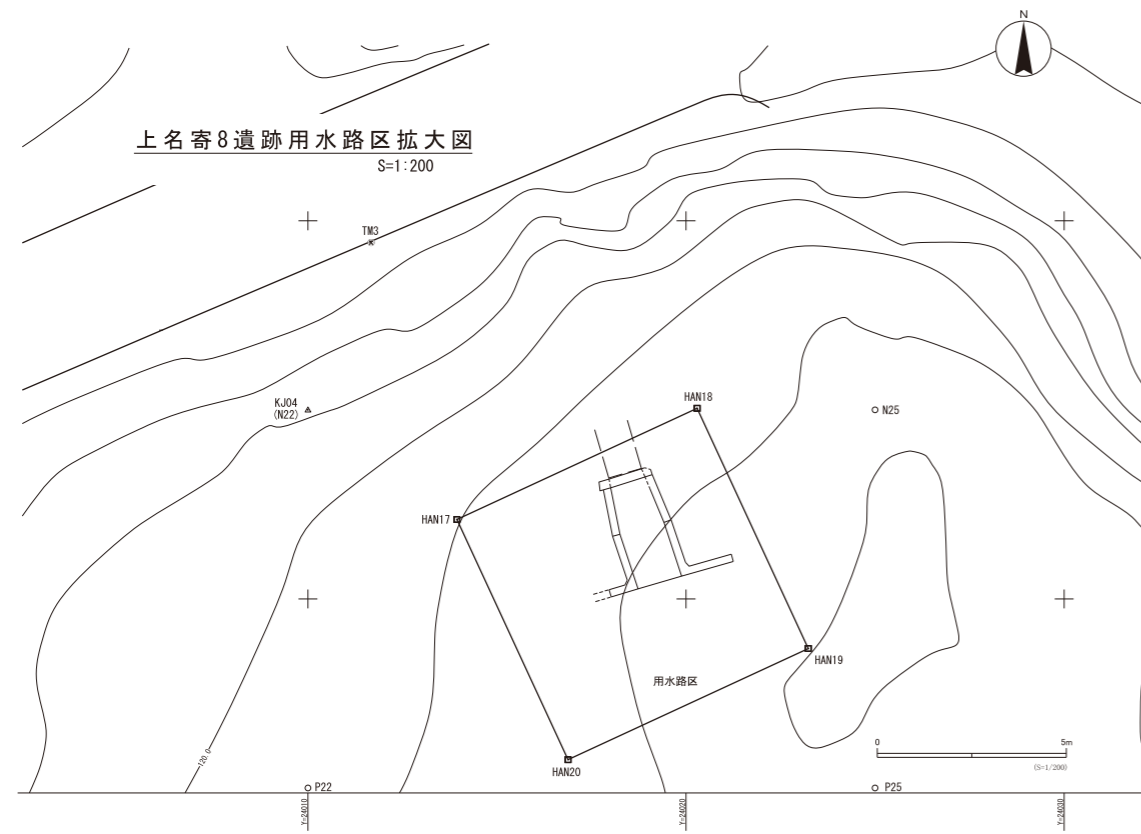 N
上名寄8遺跡用水路区拡大図
S=1:200
TM3
KJ04
(N22)
HAN18
N25
HAN17
HAN19
用水路区
HAN20
120.0
P22
P25
0
5m
(S=1/200)
Y=24010
Y=24020
Y=24030